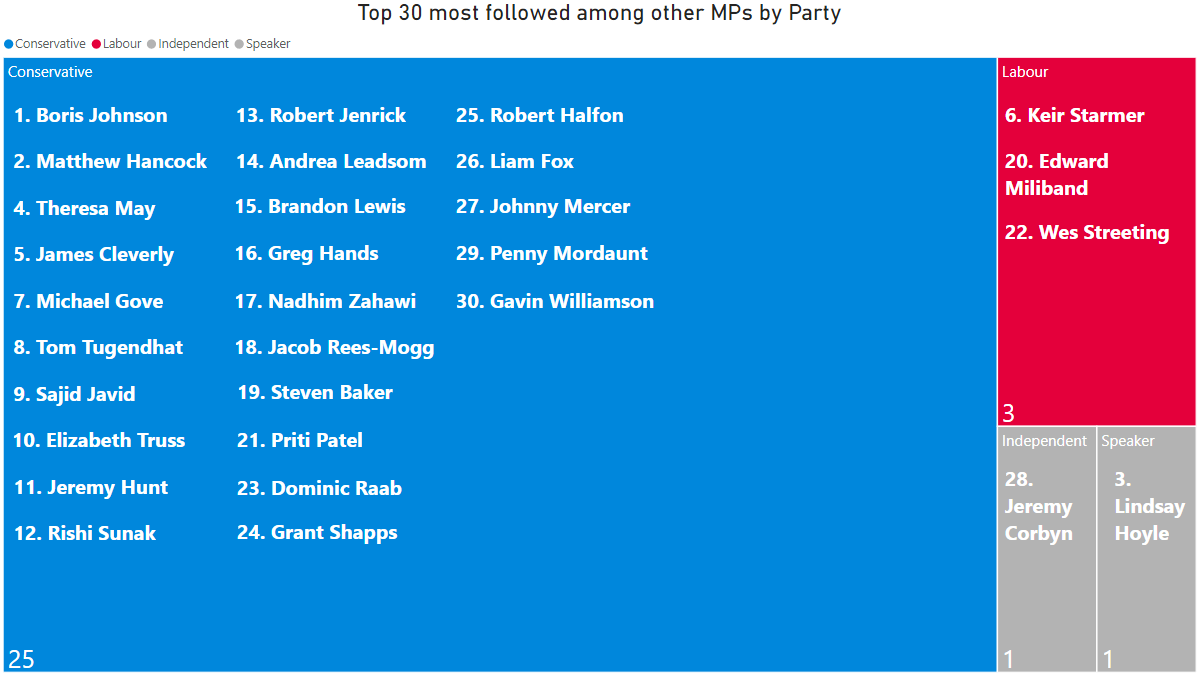 Top 30 most followed among other MPs by Party
Conservative Labour Independent Speaker
Conservative
1. Boris Johnson
2. Matthew Hancock
4. Theresa May
5. James Cleverly
7. Michael Gove
8. Tom Tugendhat
9. Sajid Javid
10. Elizabeth Truss
11. Jeremy Hunt
12. Rishi Sunak
13. Robert Jenrick
14. Andrea Leadsom
15. Brandon Lewis
16. Greg Hands
17. Nadhim Zahawi
18. Jacob Rees-Mogg
19. Steven Baker
21. Priti Patel
23. Dominic Raab
24. Grant Shapps
25. Robert Halfon
26. Liam Fox
27. Johnny Mercer
29. Penny Mordaunt
30. Gavin Williamson
25
Labour
6. Keir Starmer
20. Edward
Miliband
22. Wes Streeting
3
Independent
28.
Jeremy
Corbyn
1
Speaker
3.
Lindsay
Hoyle
1